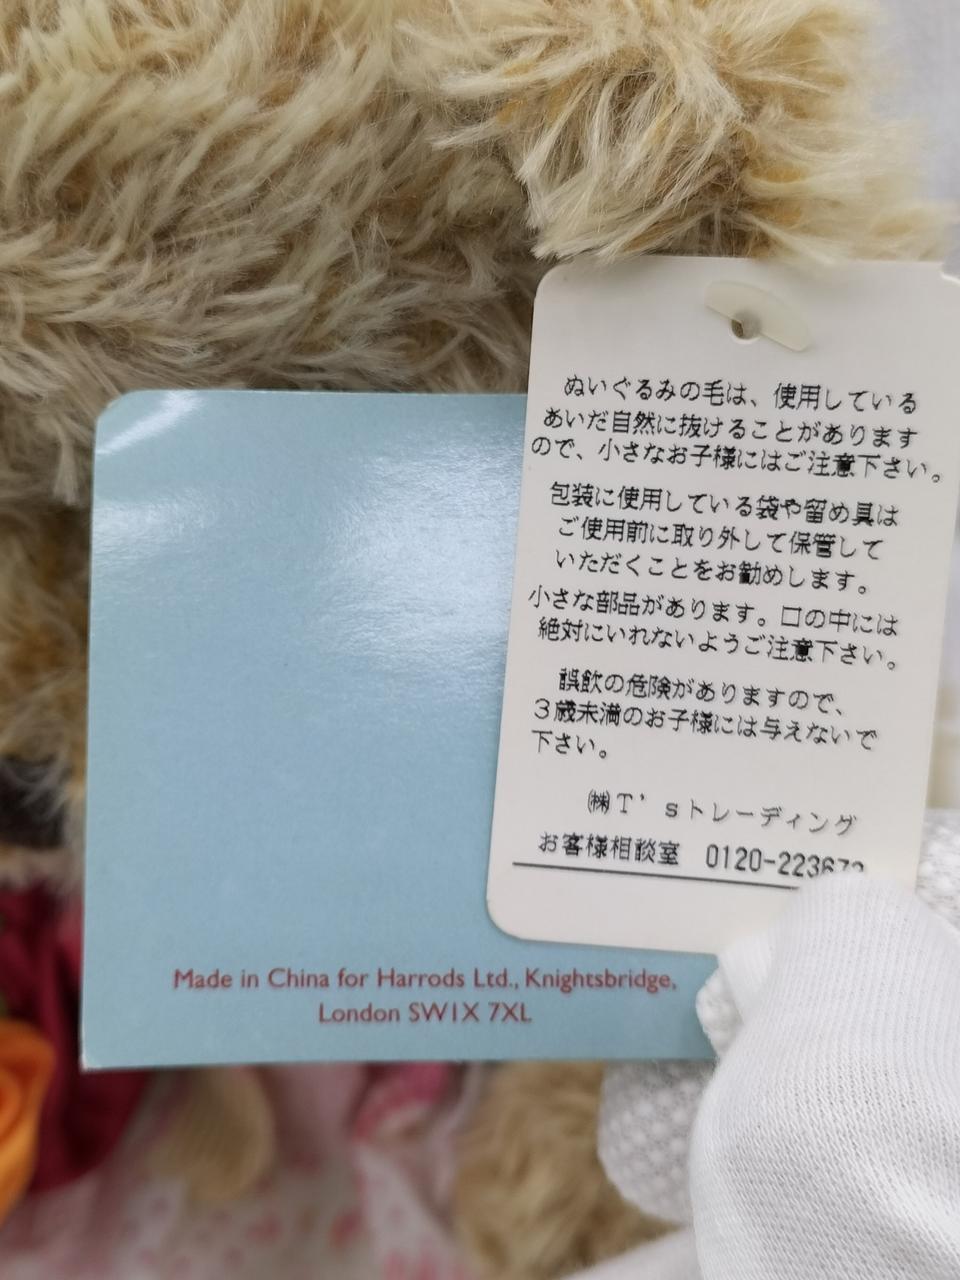 ぬいぐるみの毛は、使用している
あいだ自然に抜けることがあります
ので、小さなお子様にはご注意下さい。
包装に使用している袋や留め具は
ご使用前に取り外して保管して
いただくことをお勧めします。
小さな部品があります。口の中には
絶対にいれないようご注意下さい。
誤飲の危険がありますので、
3歳未満のお子様には与えないで
下さい。
㈱T'sトレーディング
お客様相談室 0120-223673
Made in China for Harrods Ltd., Knightsbridge,
London SW1X 7XL